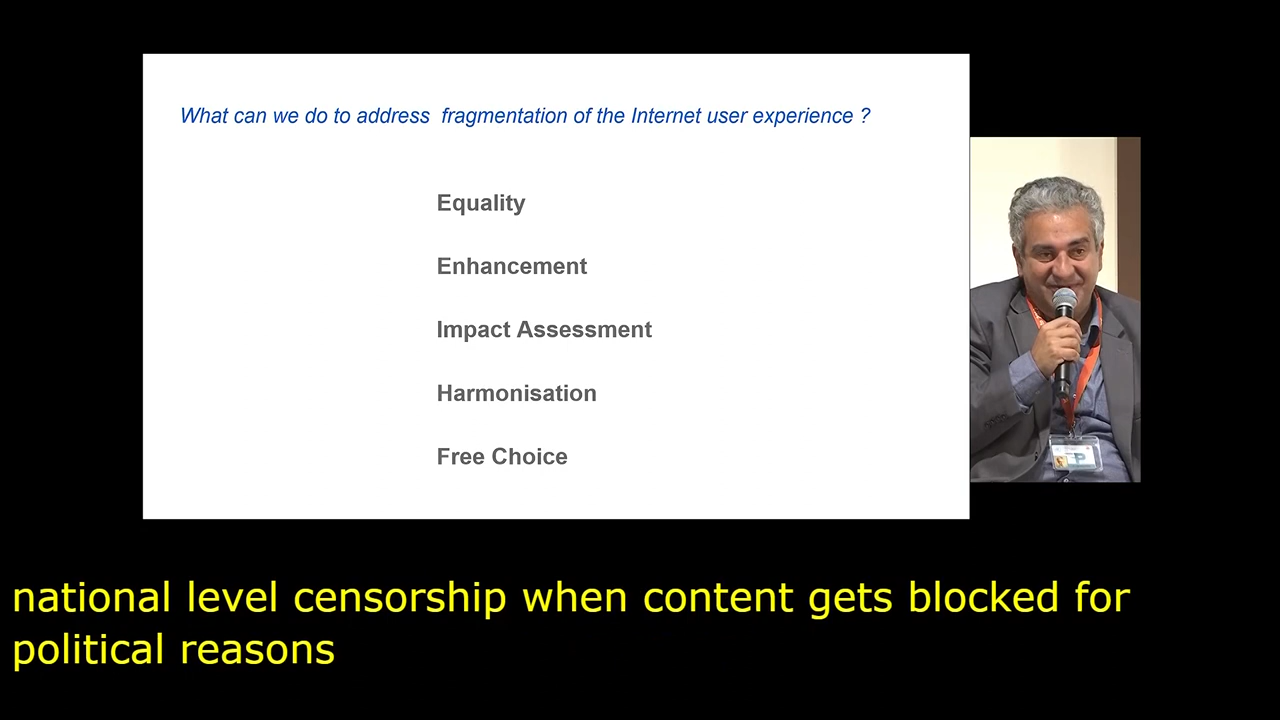 What can we do to address  fragmentation of the Internet user experience ?
Equality
Enhancement
Impact Assessment
Harmonisation
Free Choice
P
national level censorship when content gets blocked for
political reasons